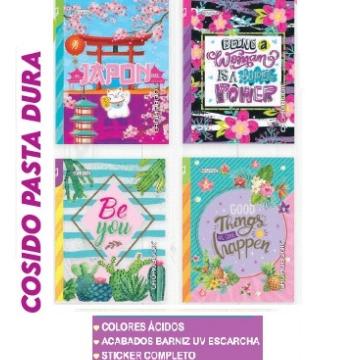 COSIDO PASTA DURA
JAPON
BEING A
Woman
IS A SUPER
POWER
Be
you
GOOD
Things
happen
COLORES ÁCIDOS
ACABADOS BARNIZ UV ESCARCHA
STICKER COMPLETO